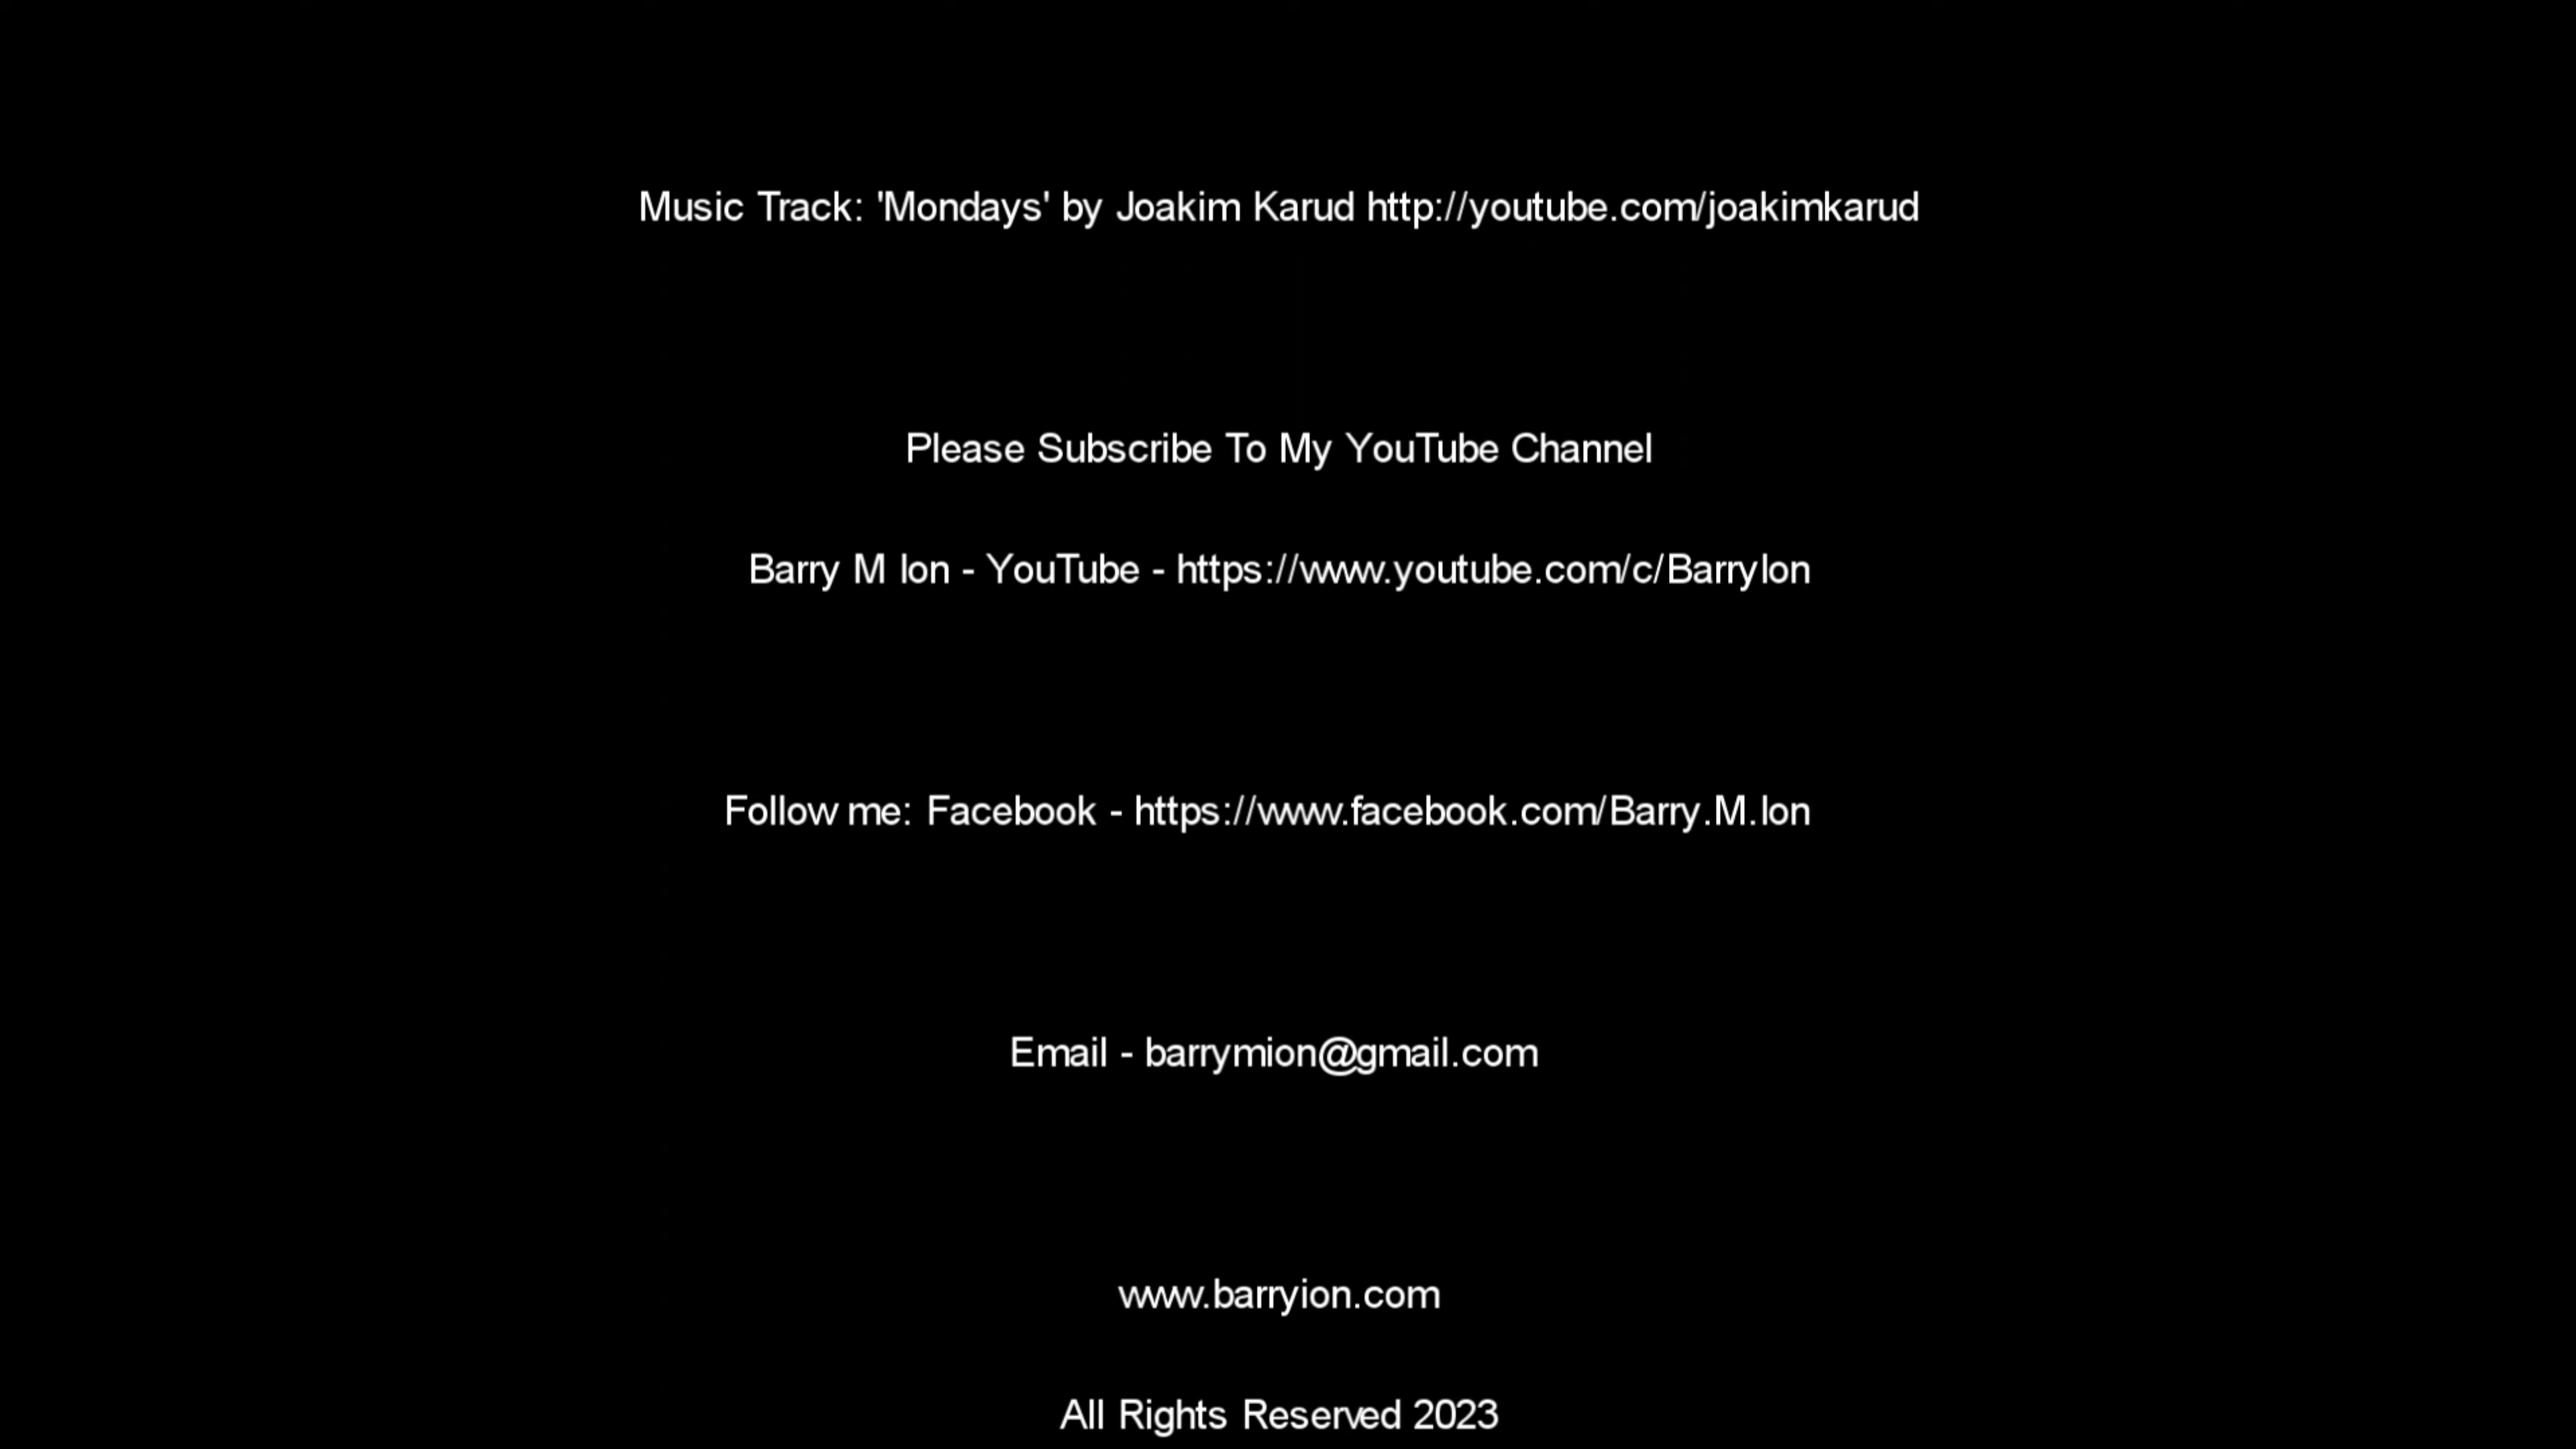 Music Track: 'Mondays' by Joakim Karud http://youtube.com/joakimkarud
Please Subscribe To My YouTube Channel
Barry M Ion - YouTube - https://www.youtube.com/c/BarryIon
Follow me: Facebook - https://www.facebook.com/Barry.M.Ion
Email - barrymion@gmail.com
www.barryion.com
All Rights Reserved 2023